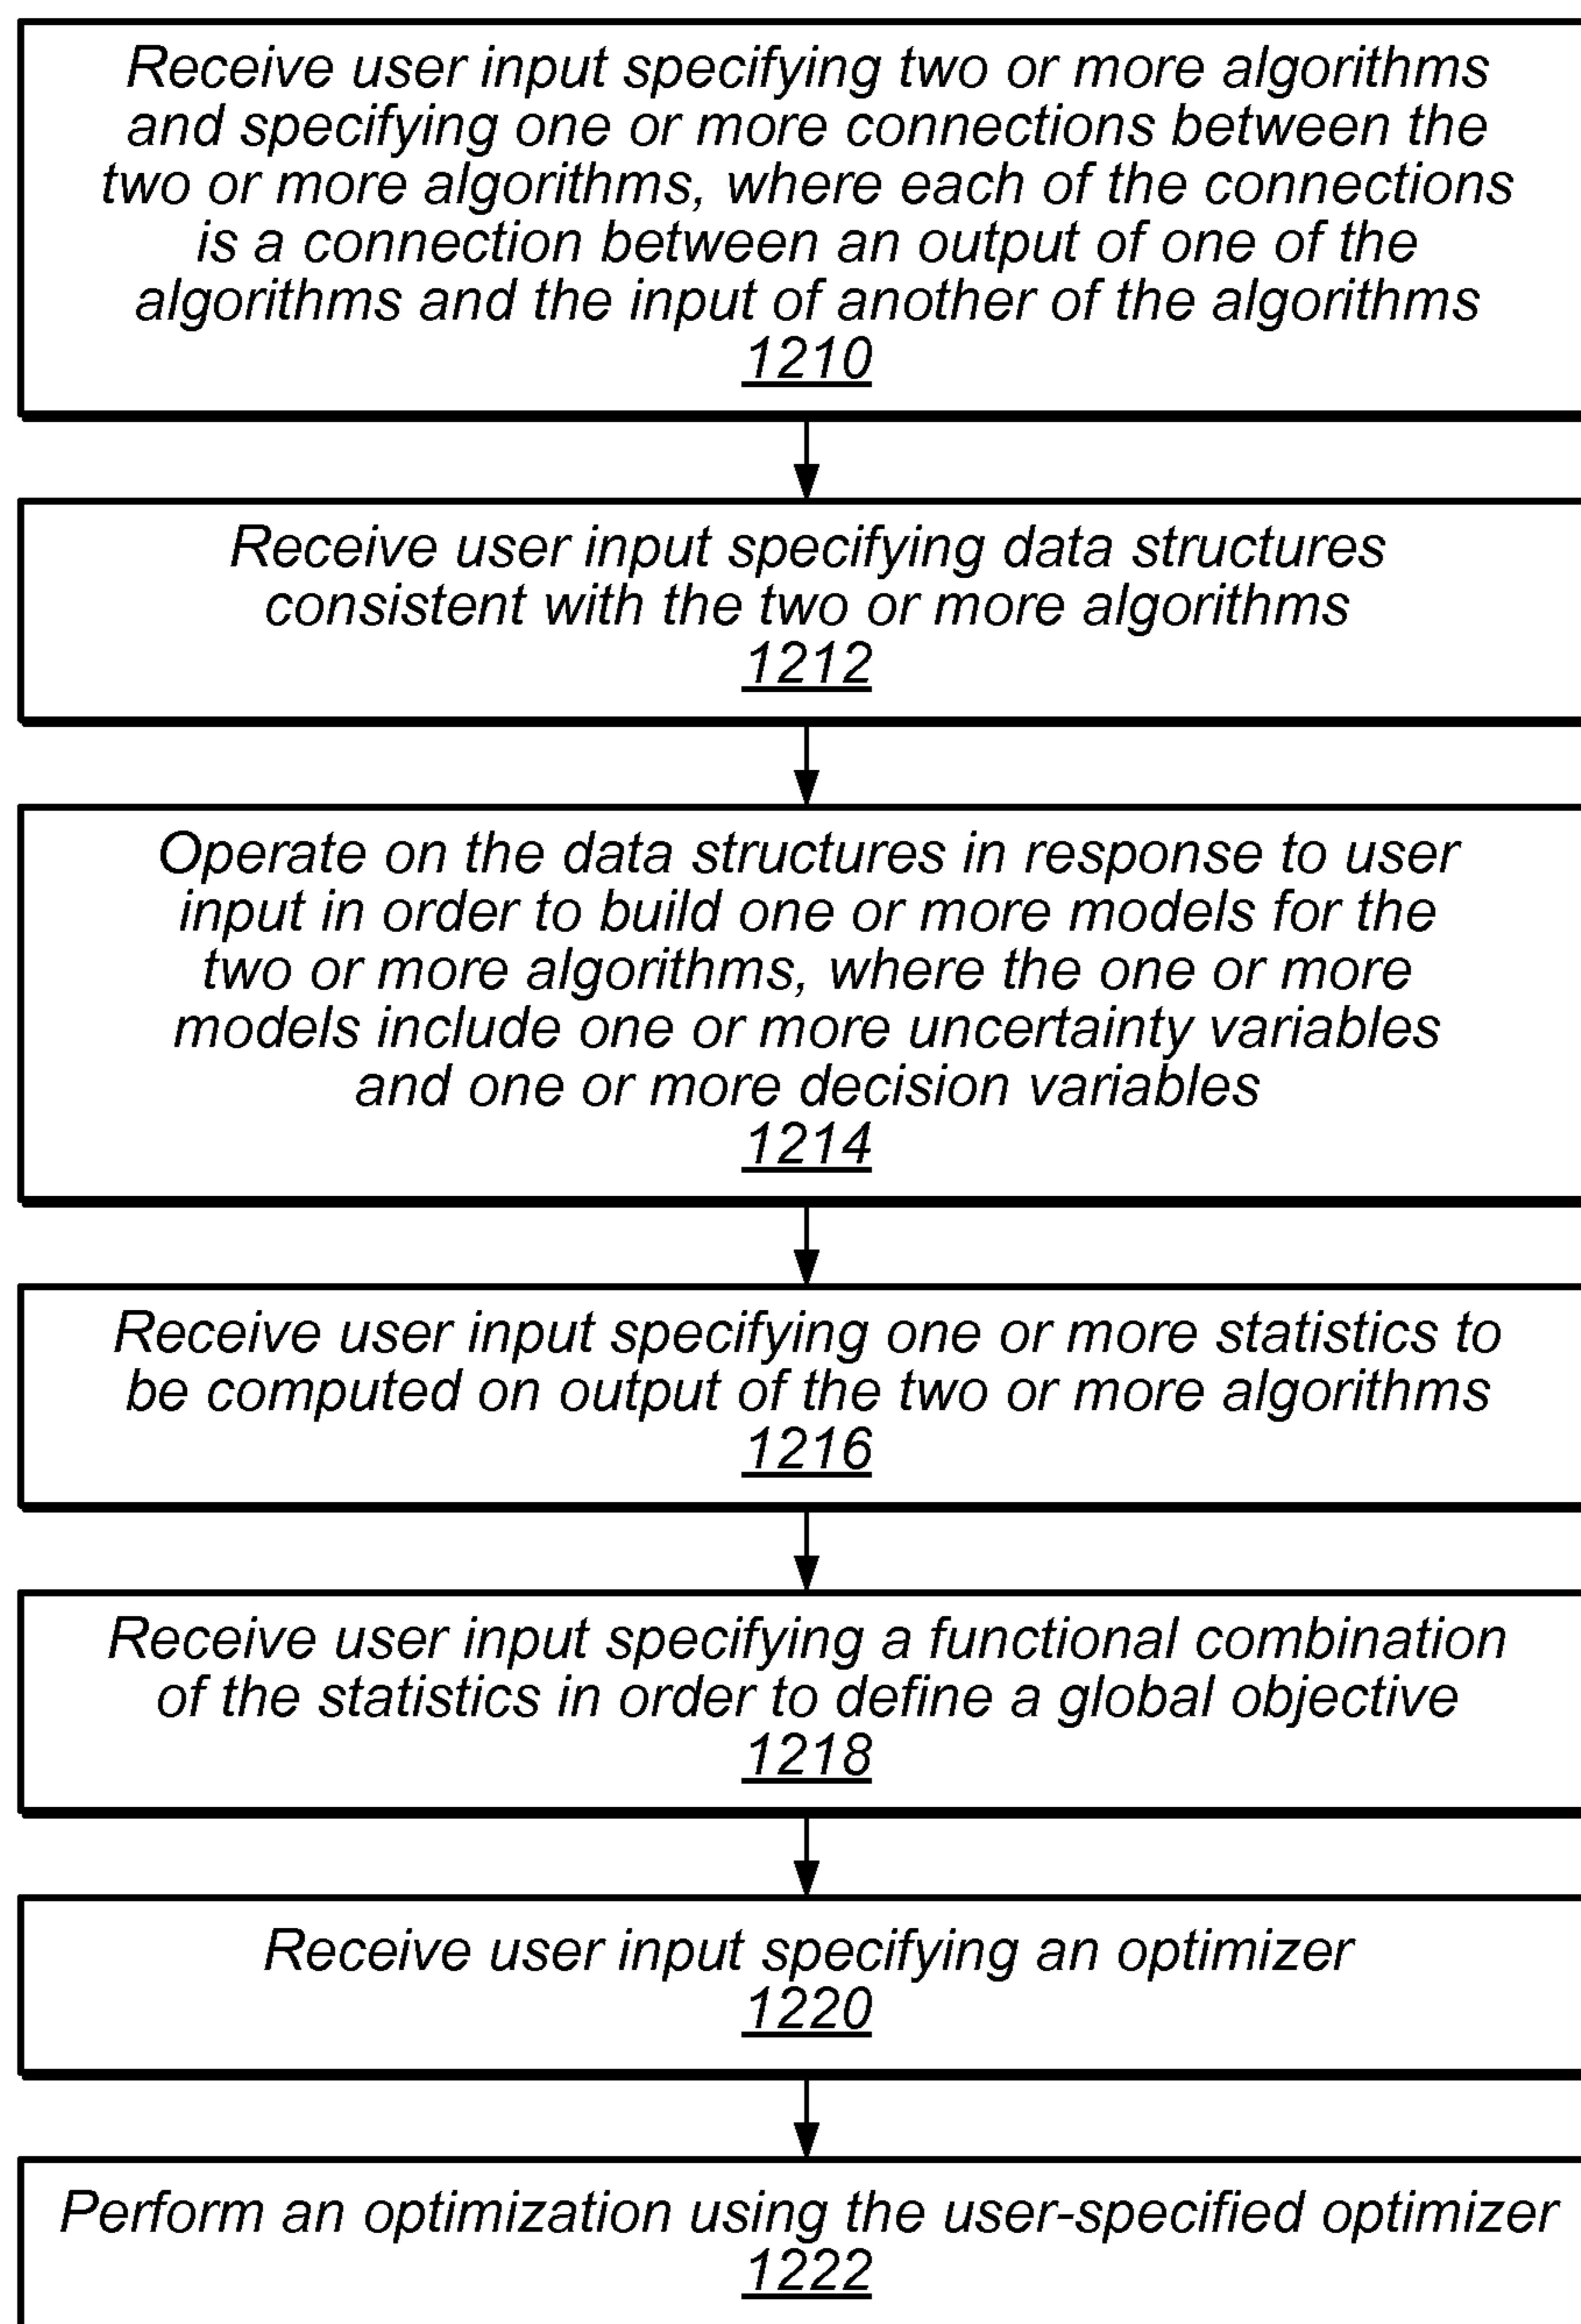 Receive user input specifying two or more algorithms
and specifying one or more connections between the
two or more algorithms, where each of the connections
is a connection between an output of one of the
algorithms and the input of another of the algorithms
1210
Receive user input specifying data structures
consistent with the two or more algorithms
1212
Operate on the data structures in response to user
input in order to build one or more models for the
two or more algorithms, where the one or more
models include one or more uncertainty variables
and one or more decision variables
1214
Receive user input specifying one or more statistics to
be computed on output of the two or more algorithms
1216
Receive user input specifying a functional combination
of the statistics in order to define a global objective
1218
Receive user input specifying an optimizer
1220
Perform an optimization using the user-specified optimizer
1222